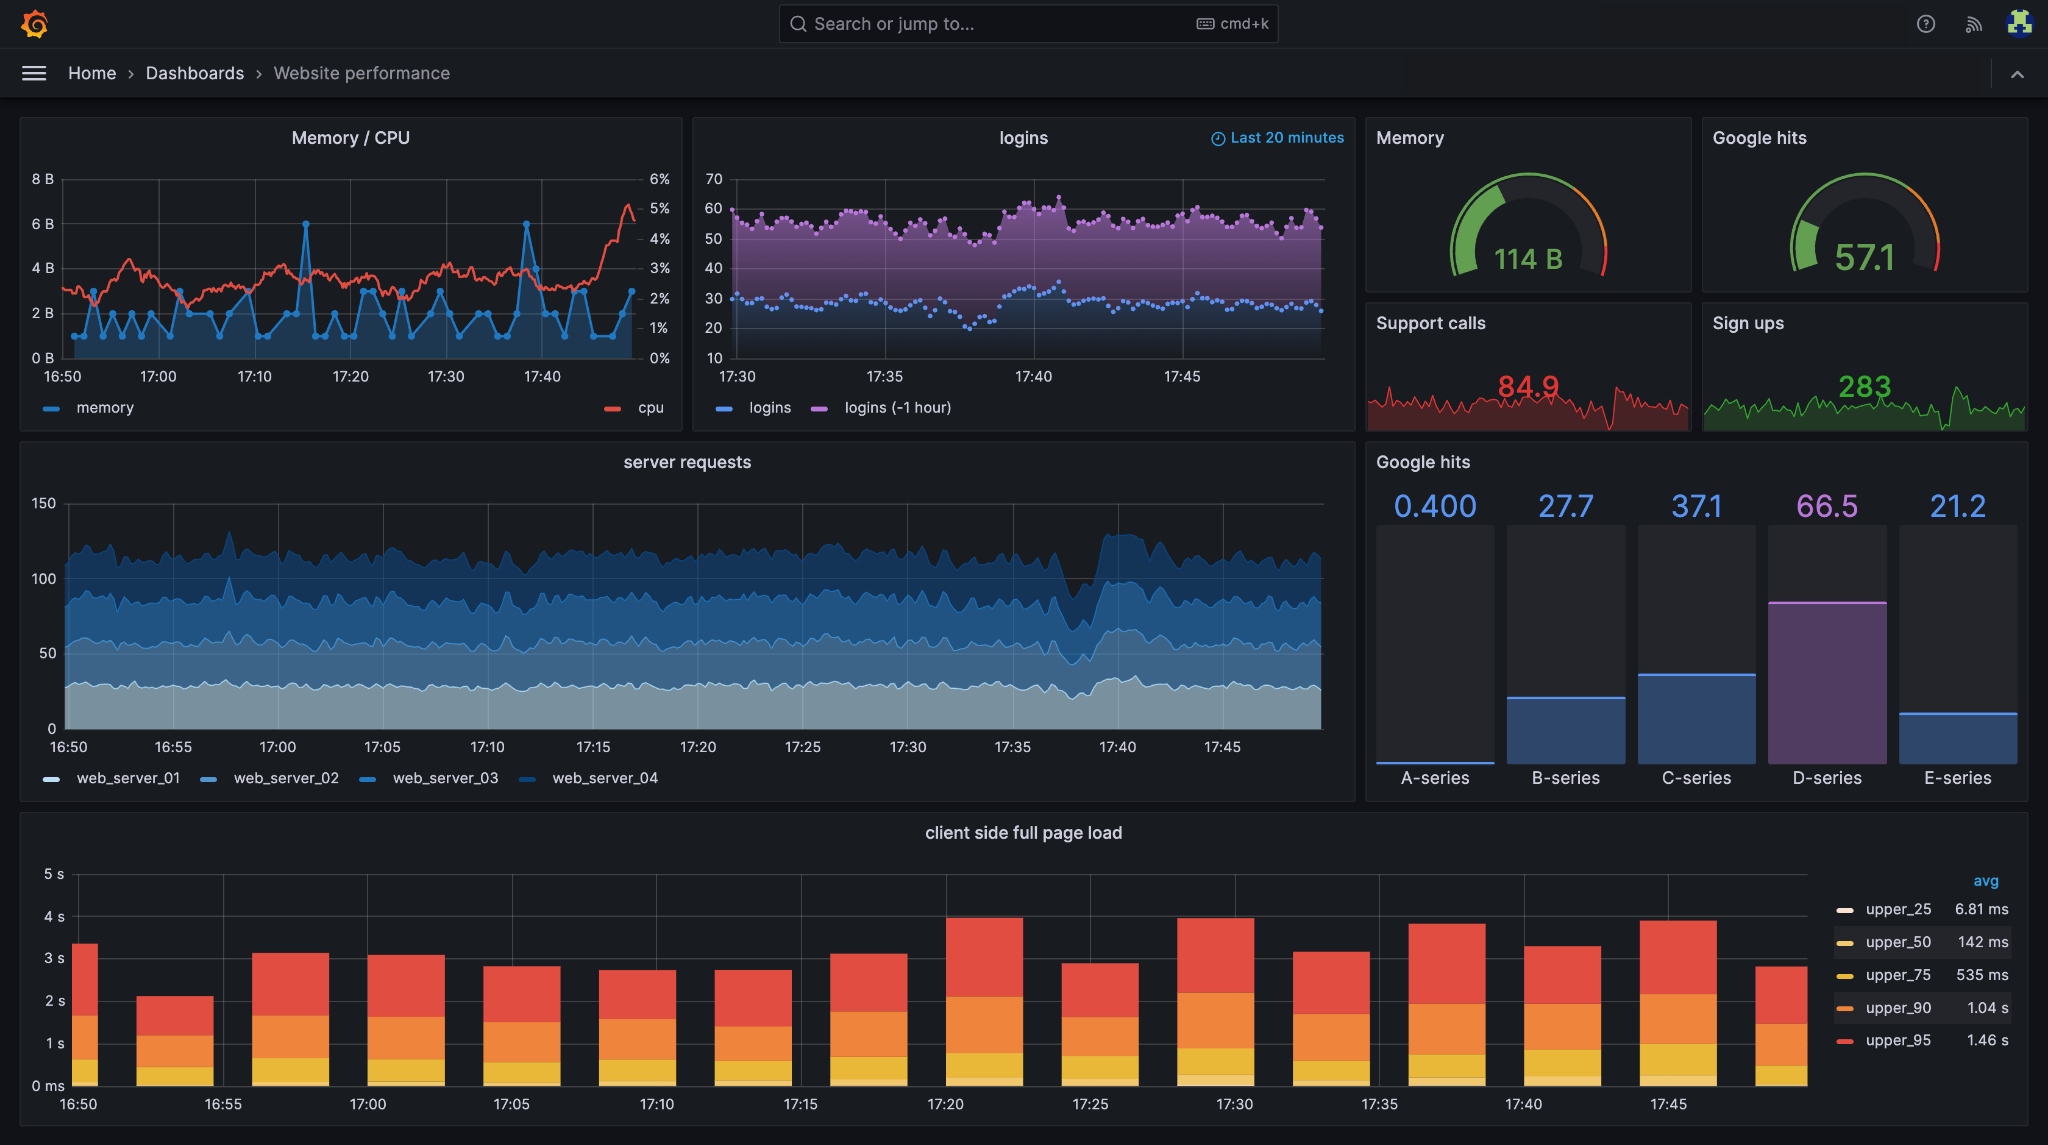 Search or jump to... cmd+k
Home › Dashboards › Website performance
Memory / CPU
8 B
6 B
4 B
2 B
0 B
6%
5%
4%
3%
2%
1%
0%
16:50 17:00 17:10 17:20 17:30 17:40
memory cpu
logins
Last 20 minutes
70
60
50
40
30
20
10
17:30 17:35 17:40 17:45
logins logins (-1 hour)
Memory
114 B
Google hits
57.1
Support calls
84.9
Sign ups
283
server requests
150
100
50
0
16:50 16:55 17:00 17:05 17:10 17:15 17:20 17:25 17:30 17:35 17:40 17:45
web_server_01 web_server_02 web_server_03 web_server_04
Google hits
0.400 27.7 37.1 66.5 21.2
A-series B-series C-series D-series E-series
client side full page load
5 s
4 s
3 s
2 s
1 s
0 ms
16:50 16:55 17:00 17:05 17:10 17:15 17:20 17:25 17:30 17:35 17:40 17:45
avg
upper_25 6.81 ms
upper_50 142 ms
upper_75 535 ms
upper_90 1.04 s
upper_95 1.46 s